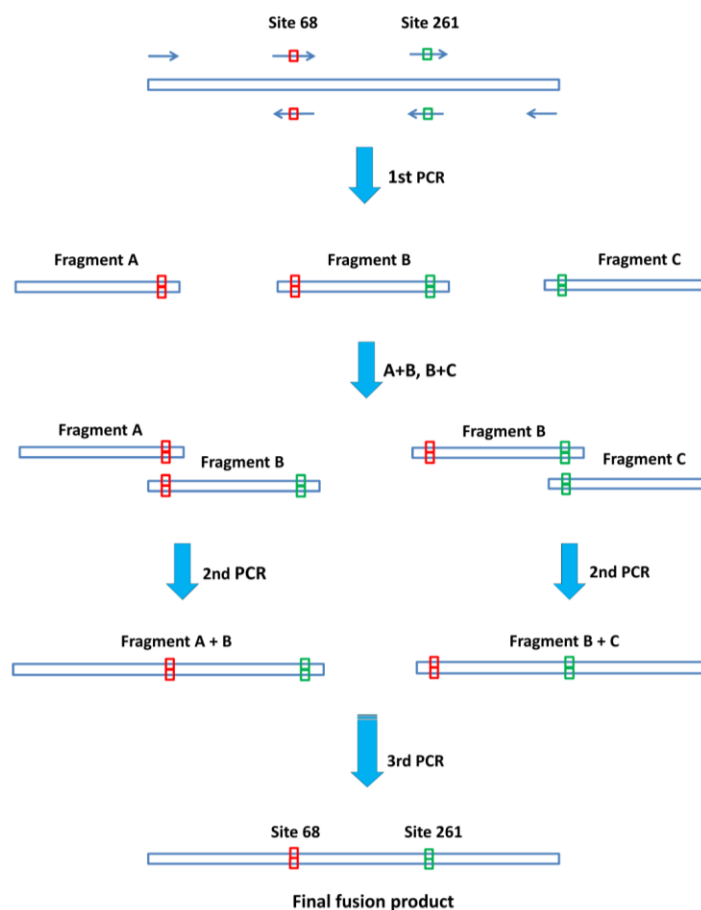 Site 68 Site 261
1st PCR
Fragment A Fragment B Fragment C
A+B, B+C
Fragment A Fragment B
Fragment B Fragment C
2nd PCR 2nd PCR
Fragment A + B Fragment B + C
3rd PCR
Site 68 Site 261
Final fusion product